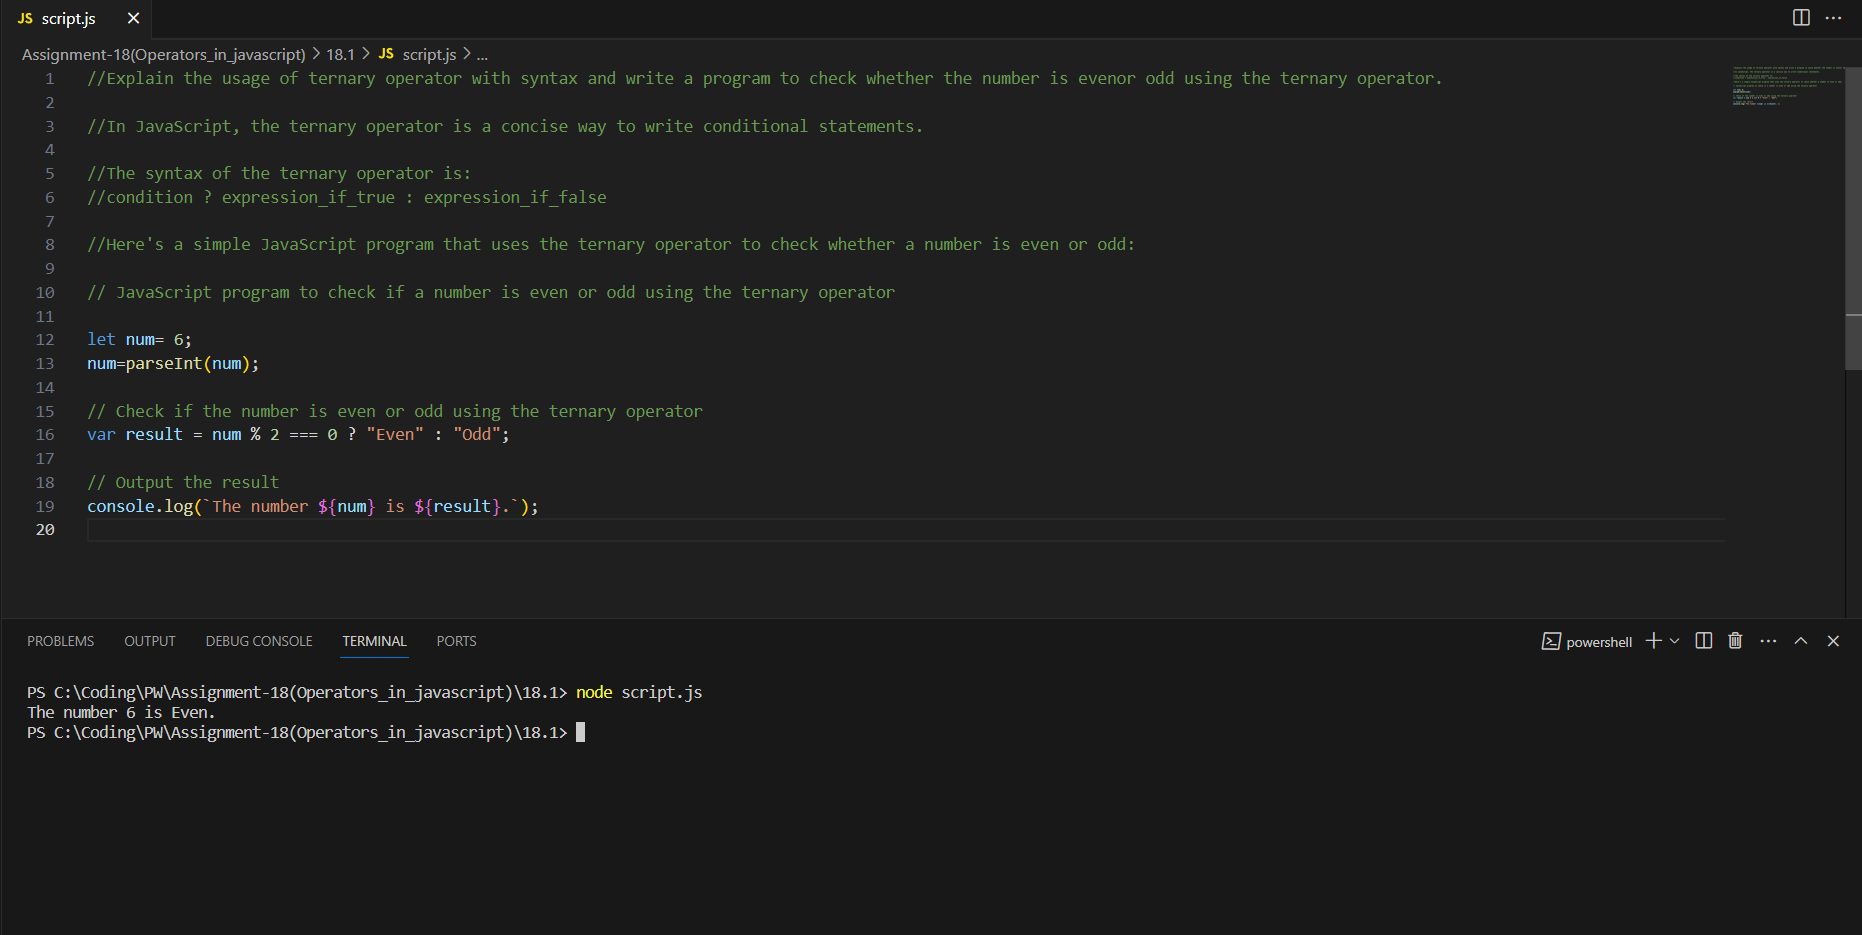 JS script.js
Assignment-18(Operators_in_javascript) > 18.1 > JS script.js > ...
1 //Explain the usage of ternary operator with syntax and write a program to check whether the number is evenor odd using the ternary operator.
2
3 //In JavaScript, the ternary operator is a concise way to write conditional statements.
4
5 //The syntax of the ternary operator is:
6 //condition ? expression_if_true : expression_if_false
7
8 //Here's a simple JavaScript program that uses the ternary operator to check whether a number is even or odd:
9
10 // JavaScript program to check if a number is even or odd using the ternary operator
11
12 let num= 6;
13 num=parseInt(num);
14
15 // Check if the number is even or odd using the ternary operator
16 var result = num % 2 === 0 ? "Even" : "Odd";
17
18 // Output the result
19 console.log(`The number ${num} is ${result}.`);
20
PROBLEMS OUTPUT DEBUG CONSOLE TERMINAL PORTS powershell
PS C:\Coding\PW\Assignment-18(Operators_in_javascript)\18.1> node script.js
The number 6 is Even.
PS C:\Coding\PW\Assignment-18(Operators_in_javascript)\18.1>